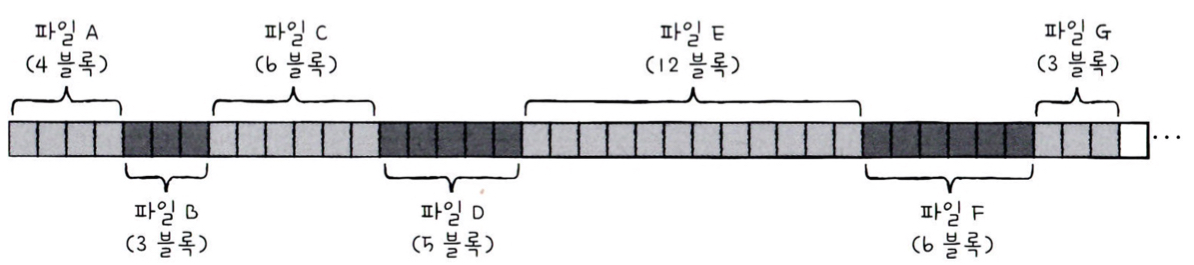 파일 A
(4 블록)
파일 C
(6 블록)
파일 E
(12 블록)
파일 G
(3 블록)
...
파일 B
(3 블록)
파일 D
(5 블록)
파일 F
(6 블록)